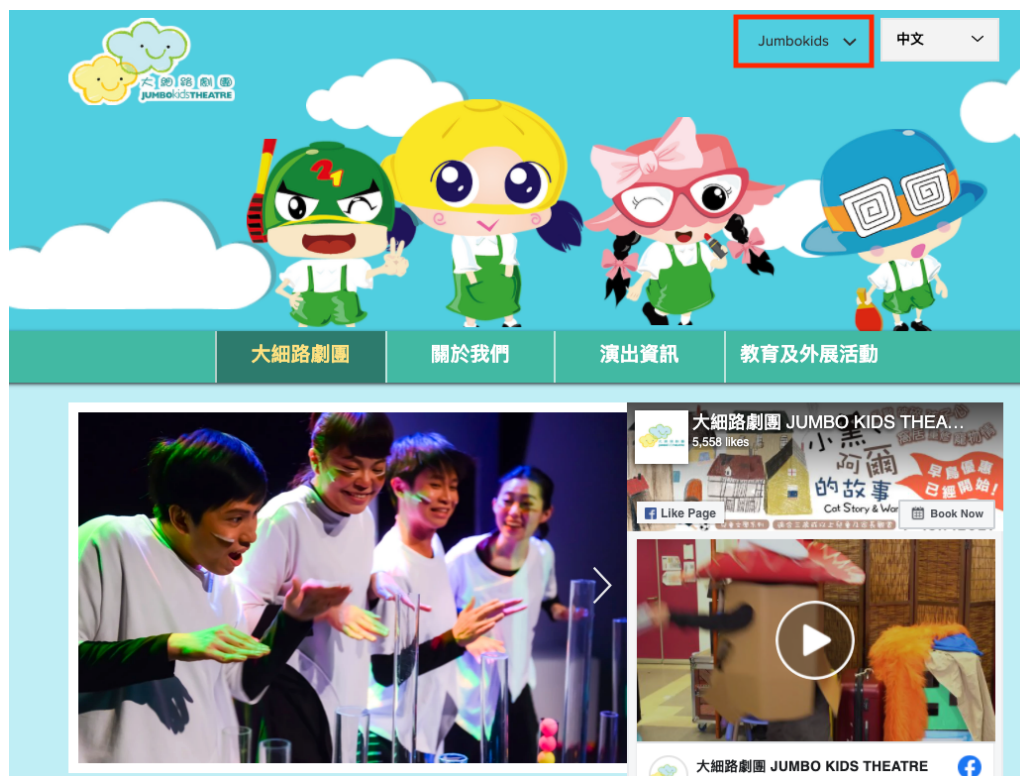 Jumbokids
中文
大細路劇團
JUMBOKIDSTHEATRE
21
大細路劇團
關於我們
演出資訊
教育及外展活動
大細路劇團 JUMBO KIDS THEA…
5,558 likes
小黑、
阿爾
的故事
Cat Story & War
早鳥優惠
已經開始!
Like Page
Book Now
大細路劇團 JUMBO KIDS THEATRE